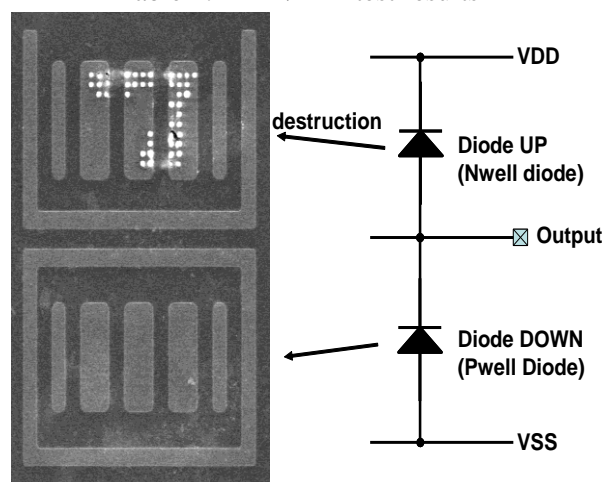 VDD
destruction
Diode UP
(Nwell diode)
Output
Diode DOWN
(Pwell Diode)
VSS